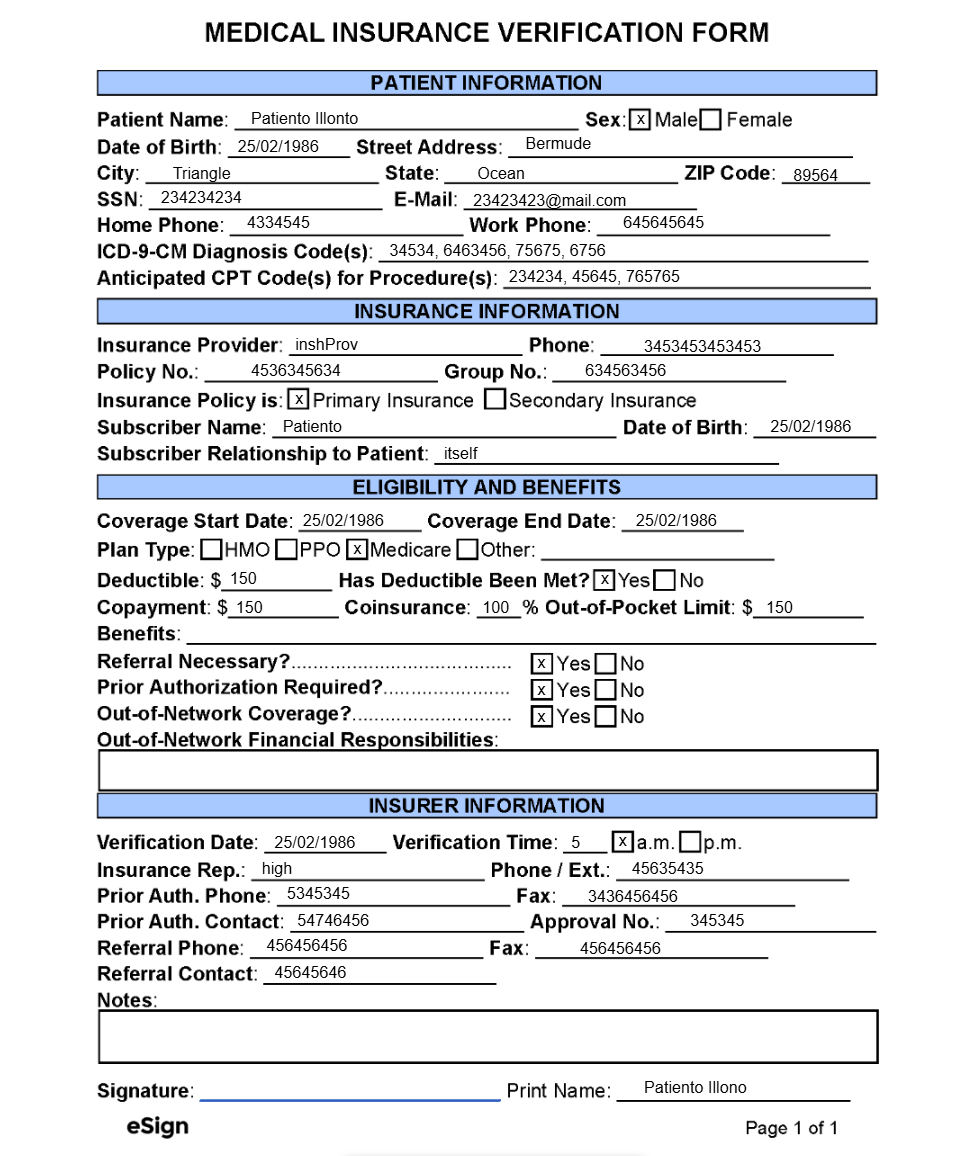 MEDICAL INSURANCE VERIFICATION FORM
PATIENT INFORMATION
Patient Name: Patiento Illonto Sex: x Male Female
Date of Birth: 25/02/1986 Street Address: Bermude
City: Triangle State: Ocean ZIP Code: 89564
SSN: 234234234 E-Mail: 23423423@mail.com
Home Phone: 4334545 Work Phone: 645645645
ICD-9-CM Diagnosis Code(s): 34534, 6463456, 75675, 6756
Anticipated CPT Code(s) for Procedure(s): 234234, 45645, 765765
INSURANCE INFORMATION
Insurance Provider: inshProv Phone: 3453453453453
Policy No.: 4536345634 Group No.: 634563456
Insurance Policy is: x Primary Insurance Secondary Insurance
Subscriber Name: Patiento Date of Birth: 25/02/1986
Subscriber Relationship to Patient: itself
ELIGIBILITY AND BENEFITS
Coverage Start Date: 25/02/1986 Coverage End Date: 25/02/1986
Plan Type: HMO PPO x Medicare Other:
Deductible: $ 150 Has Deductible Been Met? x Yes No
Copayment: $ 150 Coinsurance: 100 % Out-of-Pocket Limit: $ 150
Benefits:
Referral Necessary?....................................... x Yes No
Prior Authorization Required?....................... x Yes No
Out-of-Network Coverage?............................. x Yes No
Out-of-Network Financial Responsibilities:
INSURER INFORMATION
Verification Date: 25/02/1986 Verification Time: 5 x a.m. p.m.
Insurance Rep.: high Phone / Ext.: 45635435
Prior Auth. Phone: 5345345 Fax: 3436456456
Prior Auth. Contact: 54746456 Approval No.: 345345
Referral Phone: 456456456 Fax: 456456456
Referral Contact: 45645646
Notes:
Signature: Print Name: Patiento Illono
eSign Page 1 of 1